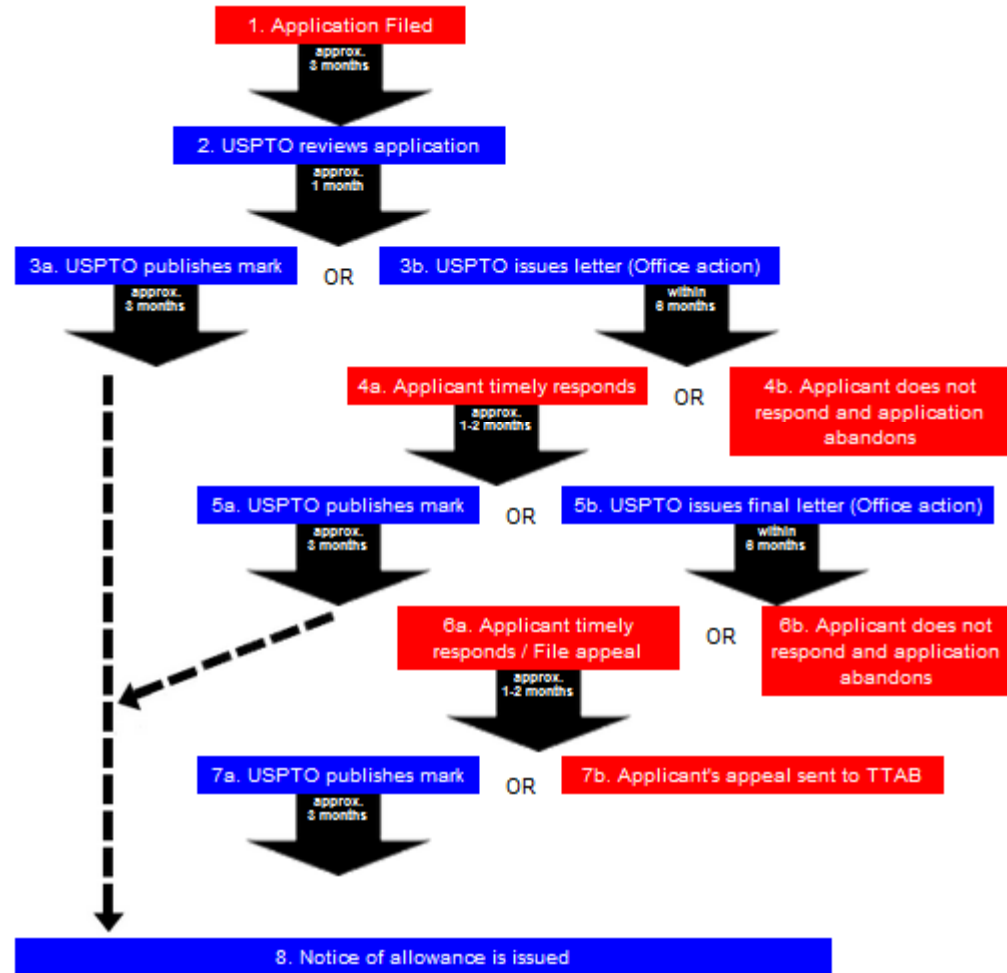 1. Application Filed
approx.
3 months
2. USPTO reviews application
approx.
1 month
3a. USPTO publishes mark
OR
3b. USPTO issues letter (Office action)
approx.
3 months
within
6 months
4a. Applicant timely responds
OR
4b. Applicant does not
respond and application
abandons
approx.
1-2 months
5a. USPTO publishes mark
OR
5b. USPTO issues final letter (Office action)
approx.
3 months
within
6 months
6a. Applicant timely
responds / File appeal
OR
6b. Applicant does not
respond and application
abandons
approx.
1-2 months
7a. USPTO publishes mark
OR
7b. Applicant's appeal sent to TTAB
approx.
3 months
8. Notice of allowance is issued